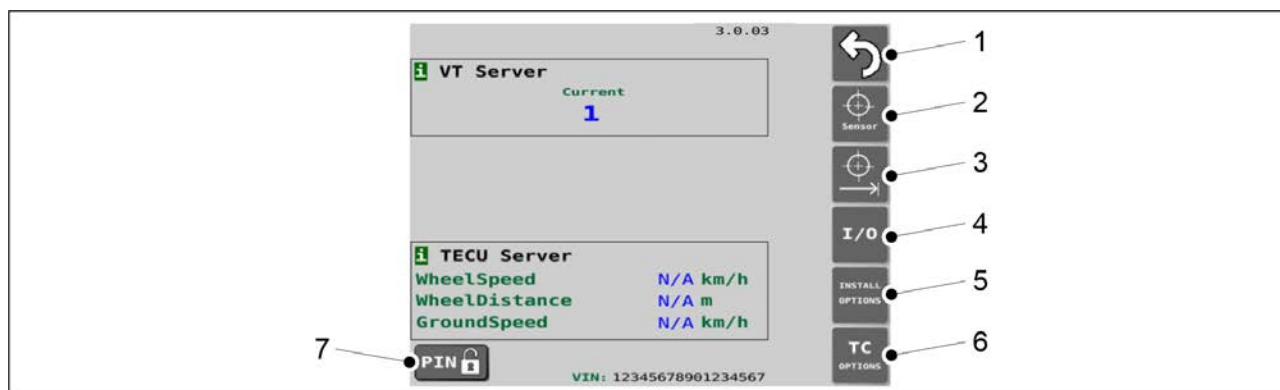 3.0.03
i VT Server
Current
1
i TECU Server
WheelSpeed N/A km/h
WheelDistance N/A m
GroundSpeed N/A km/h
PIN
VIN: 12345678901234567
Sensor
I/O
INSTALL
OPTIONS
TC
OPTIONS
1
2
3
4
5
6
7